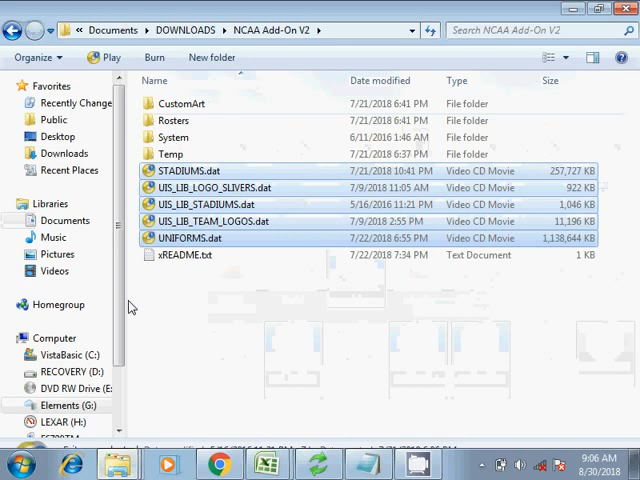 « Documents ▸ DOWNLOADS ▸ NCAA Add-On V2 ▸
Search NCAA Add-On V2
Organize Play Burn New folder
Name Date modified Type Size
CustomArt 7/21/2018 6:41 PM File folder
Rosters 7/21/2018 6:41 PM File folder
System 6/11/2016 1:46 AM File folder
Temp 7/21/2018 6:37 PM File folder
STADIUMS.dat 7/21/2018 10:41 PM Video CD Movie 257,727 KB
UIS_LIB_LOGO_SLIVERS.dat 7/9/2018 11:05 AM Video CD Movie 922 KB
UIS_LIB_STADIUMS.dat 5/16/2016 11:21 PM Video CD Movie 1,046 KB
UIS_LIB_TEAM_LOGOS.dat 7/9/2018 2:55 PM Video CD Movie 11,196 KB
UNIFORMS.dat 7/22/2018 6:55 PM Video CD Movie 1,138,644 KB
xREADME.txt 7/22/2018 7:34 PM Text Document 1 KB
Favorites
Recently Change
Public
Desktop
Downloads
Recent Places
Libraries
Documents
Music
Pictures
Videos
Homegroup
Computer
VistaBasic (C:)
RECOVERY (D:)
DVD RW Drive (E:
Elements (G:)
LEXAR (H:)
9:06 AM
8/30/2018